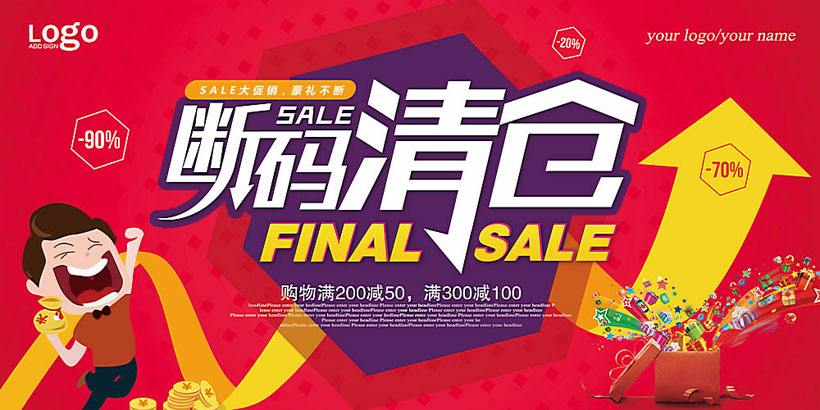 Logo
ADD SIGN
your logo/your name
-20%
-90%
-70%
SALE大促销，豪礼不断
断码清仓
SALE
FINAL SALE
购物满200减50，满300减100